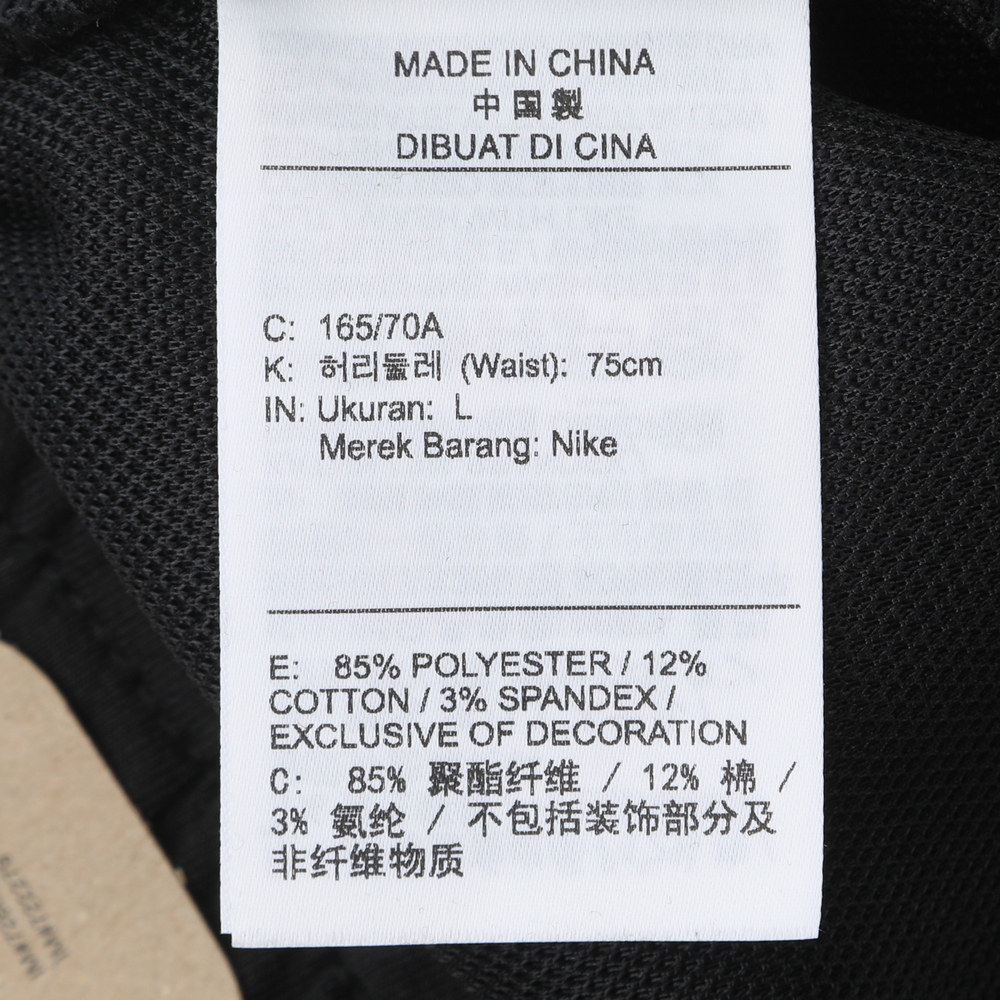 MADE IN CHINA
中国製
DIBUAT DI CINA
C: 165/70A
K: 허리둘레 (Waist): 75cm
IN: Ukuran: L
Merek Barang: Nike
E: 85% POLYESTER / 12%
COTTON / 3% SPANDEX /
EXCLUSIVE OF DECORATION
C: 85% 聚酯纤维 / 12% 棉 /
3% 氨纶 / 不包括装饰部分及
非纤维物质